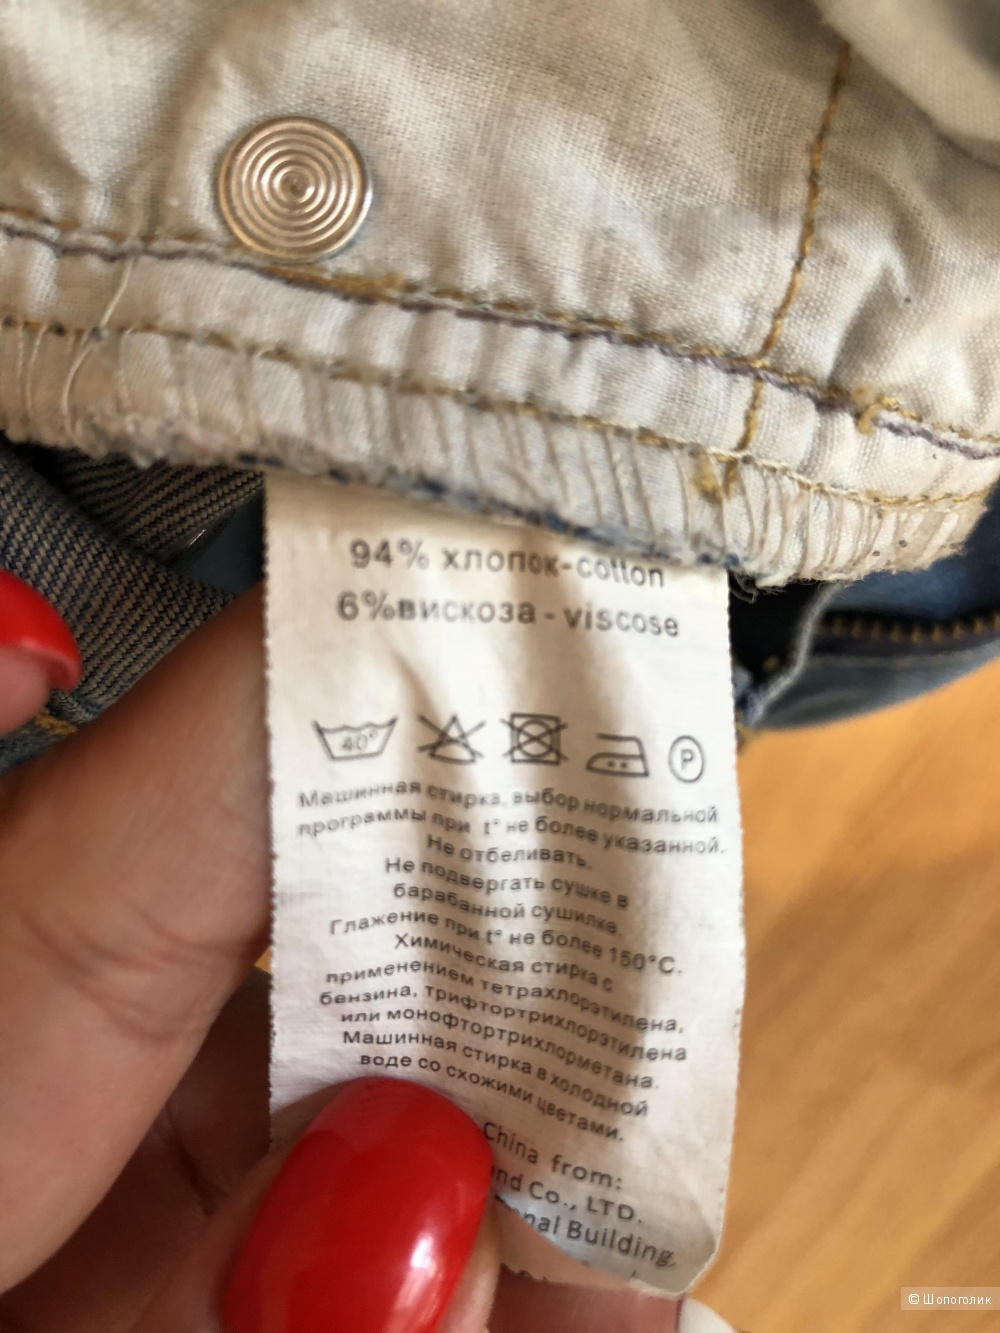 94% хлопок-cotton
6%вискоза - viscose
40°
P
Машинная стирка, выбор нормальной
программы при t° не более указанной.
Не отбеливать.
Не подвергать сушке в
барабанной сушилке.
Глажение при t° не более 150°C.
Химическая стирка с
применением тетрахлорэтилена,
бензина, трифтортрихлорэтилена
или монофтортрихлорметана.
Машинная стирка в холодной
воде со схожими цветами.
China from:
Co., LTD.
Building,
© Шопоголик